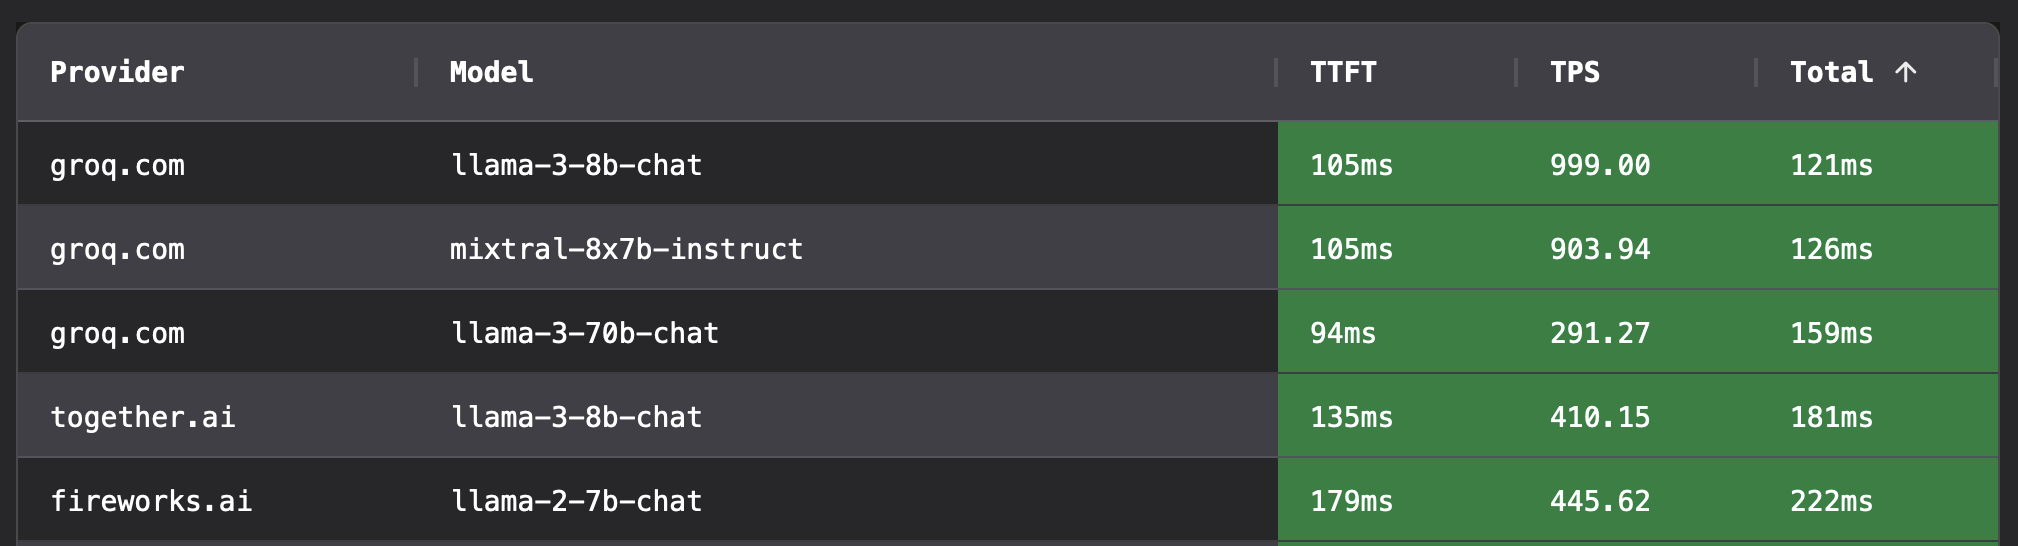 Provider Model TTFT TPS Total ↑
groq.com llama-3-8b-chat 105ms 999.00 121ms
groq.com mixtral-8x7b-instruct 105ms 903.94 126ms
groq.com llama-3-70b-chat 94ms 291.27 159ms
together.ai llama-3-8b-chat 135ms 410.15 181ms
fireworks.ai llama-2-7b-chat 179ms 445.62 222ms